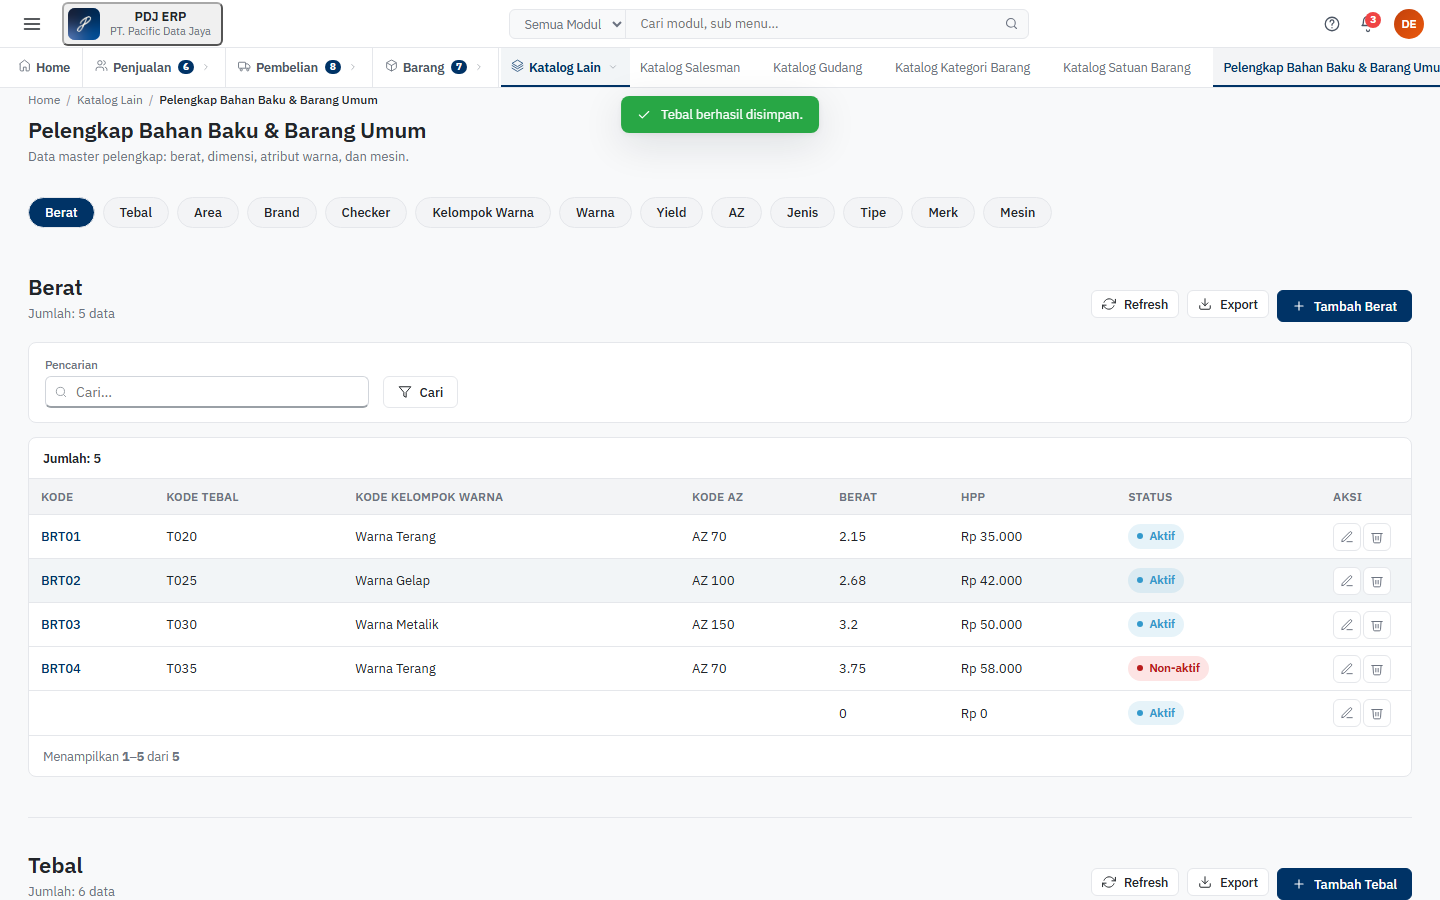 PDJ ERP
PT. Pacific Data Jaya
Semua Modul
Cari modul, sub menu...
3
DE
Home
Penjualan 6
Pembelian 8
Barang 7
Katalog Lain
Katalog Salesman
Katalog Gudang
Katalog Kategori Barang
Katalog Satuan Barang
Pelengkap Bahan Baku & Barang Umu
Home / Katalog Lain / Pelengkap Bahan Baku & Barang Umum
Tebal berhasil disimpan.
Pelengkap Bahan Baku & Barang Umum
Data master pelengkap: berat, dimensi, atribut warna, dan mesin.
Berat
Tebal
Area
Brand
Checker
Kelompok Warna
Warna
Yield
AZ
Jenis
Tipe
Merk
Mesin
Berat
Jumlah: 5 data
Refresh
Export
Tambah Berat
Pencarian
Cari...
Cari
Jumlah: 5
KODE KODE TEBAL KODE KELOMPOK WARNA KODE AZ BERAT HPP STATUS AKSI
BRT01 T020 Warna Terang AZ 70 2.15 Rp 35.000 Aktif
BRT02 T025 Warna Gelap AZ 100 2.68 Rp 42.000 Aktif
BRT03 T030 Warna Metalik AZ 150 3.2 Rp 50.000 Aktif
BRT04 T035 Warna Terang AZ 70 3.75 Rp 58.000 Non-aktif
0 Rp 0 Aktif
Menampilkan 1–5 dari 5
Tebal
Jumlah: 6 data
Refresh
Export
Tambah Tebal